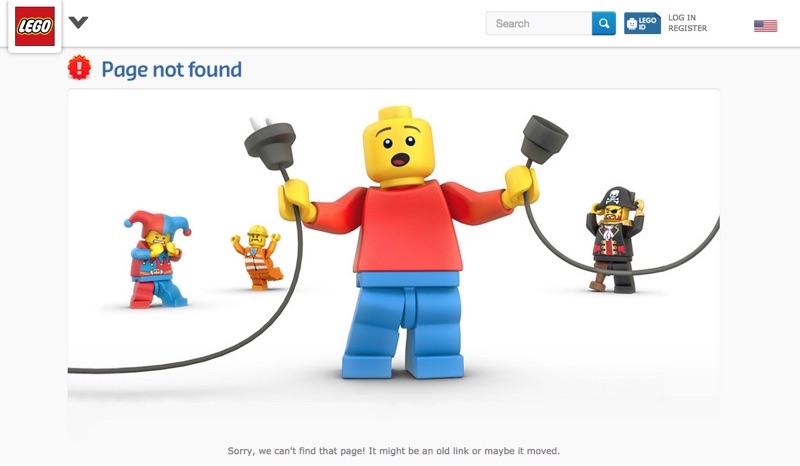 LEGO
Search
LEGO
ID
LOG IN
REGISTER
Page not found
Sorry, we can't find that page! It might be an old link or maybe it moved.